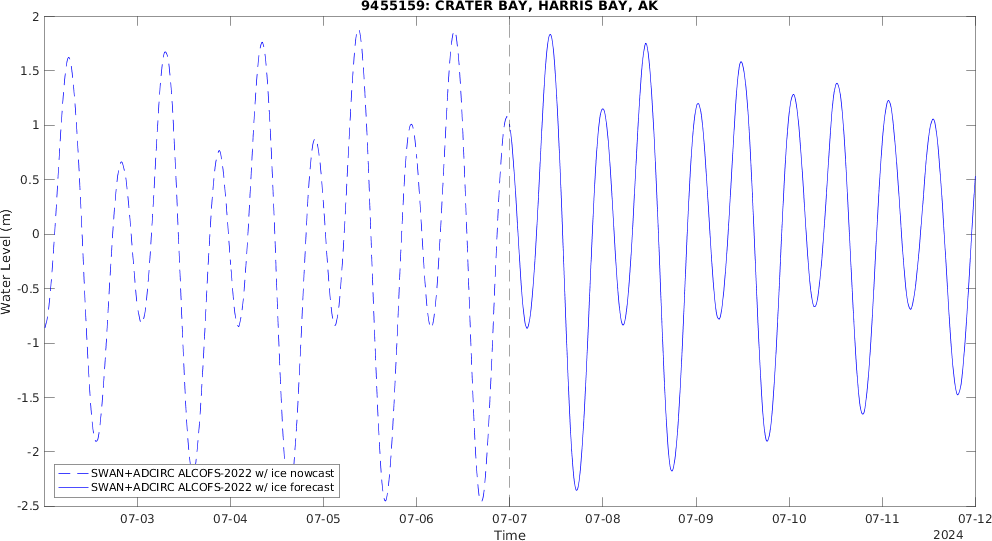 9455159: CRATER BAY, HARRIS BAY, AK
2
1.5
1
0.5
0
-0.5
-1
-1.5
-2
-2.5
Water Level (m)
SWAN+ADCIRC ALCOFS-2022 w/ ice nowcast
SWAN+ADCIRC ALCOFS-2022 w/ ice forecast
07-03 07-04 07-05 07-06 07-07 07-08 07-09 07-10 07-11 07-12
Time
2024